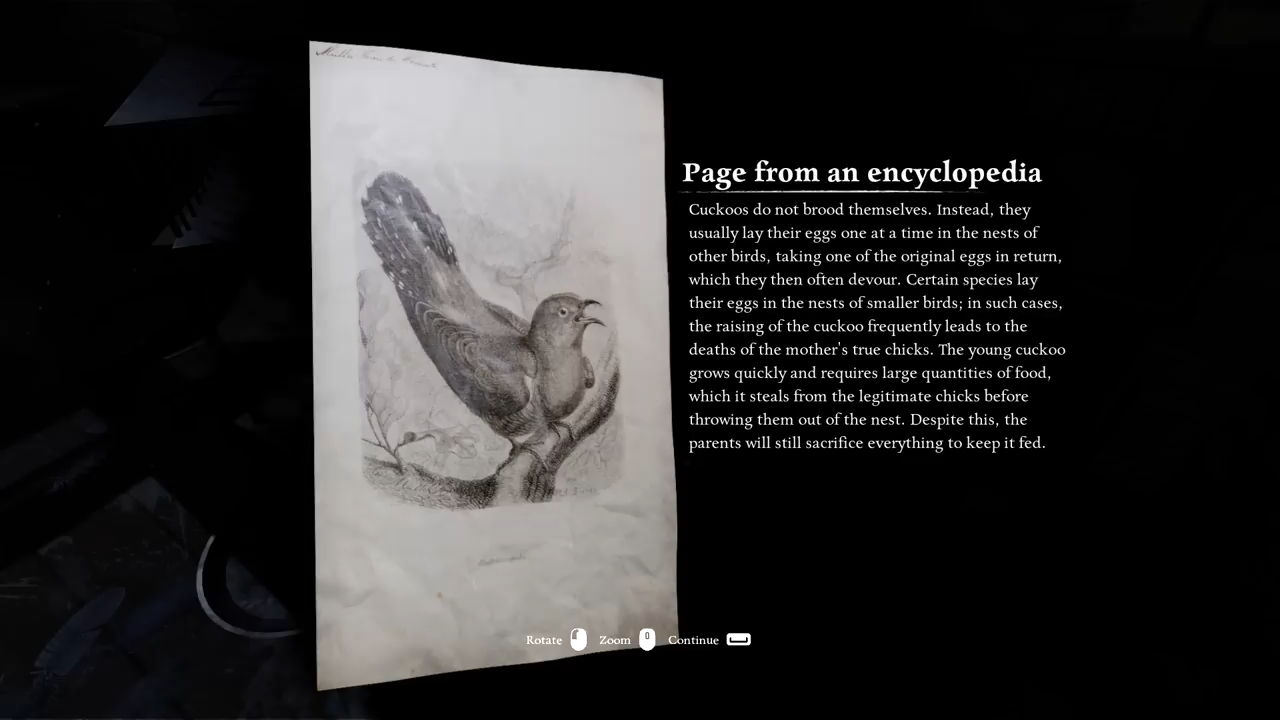 Page from an encyclopedia
Cuckoos do not brood themselves. Instead, they
usually lay their eggs one at a time in the nests of
other birds, taking one of the original eggs in return,
which they then often devour. Certain species lay
their eggs in the nests of smaller birds; in such cases,
the raising of the cuckoo frequently leads to the
deaths of the mother's true chicks. The young cuckoo
grows quickly and requires large quantities of food,
which it steals from the legitimate chicks before
throwing them out of the nest. Despite this, the
parents will still sacrifice everything to keep it fed.
Rotate Zoom Continue